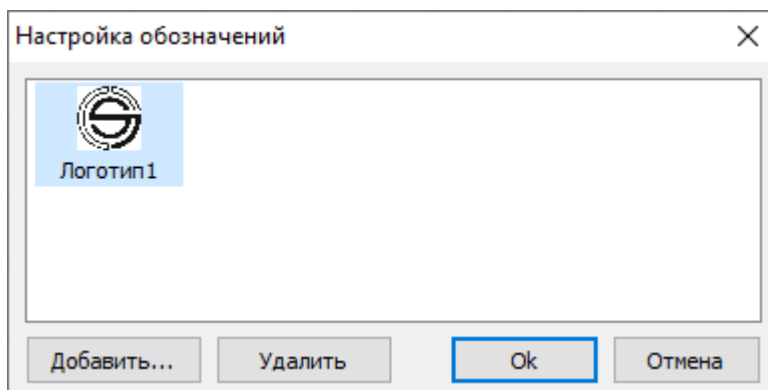 Настройка обозначений
Логотип1
Добавить... Удалить Ok Отмена